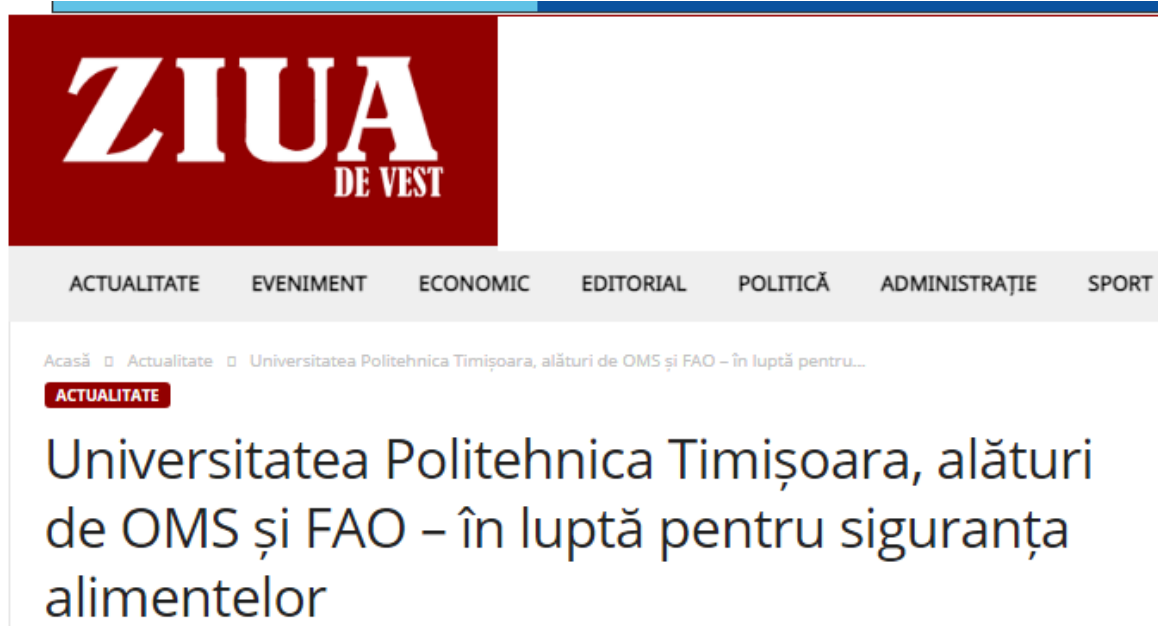 ZIUA
DE VEST
ACTUALITATE EVENIMENT ECONOMIC EDITORIAL POLITICĂ ADMINISTRAȚIE SPORT
Acasă Actualitate Universitatea Politehnica Timișoara, alături de OMS și FAO – în luptă pentru...
ACTUALITATE
Universitatea Politehnica Timișoara, alături
de OMS și FAO – în luptă pentru siguranța
alimentelor